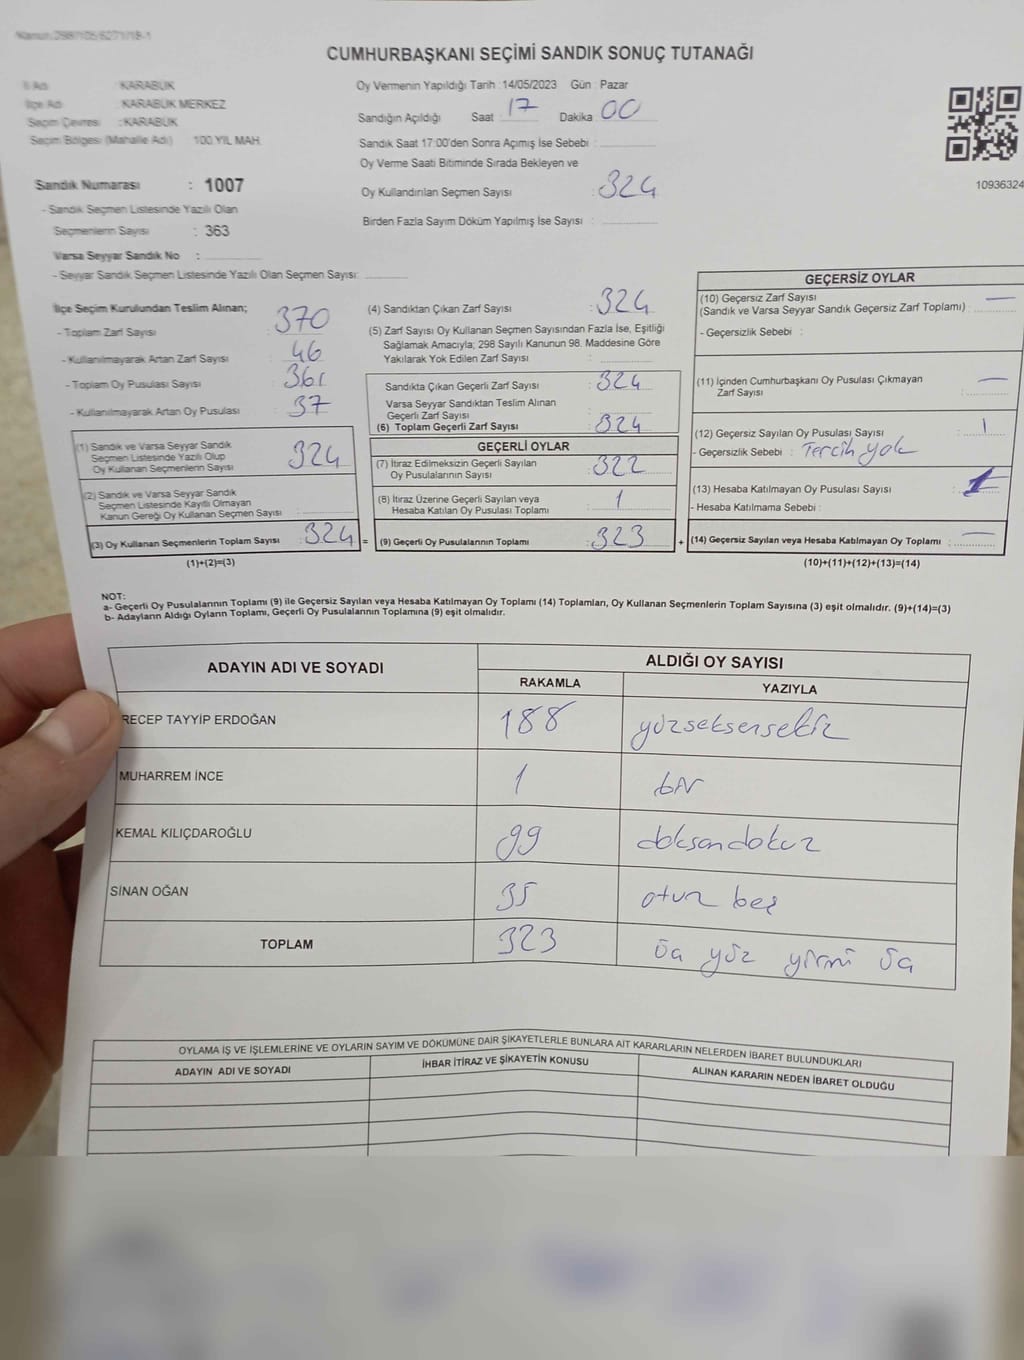 CUMHURBAŞKANI SEÇİMİ SANDIK SONUÇ TUTANAĞI
İl Adı : KARABÜK
İlçe Adı : KARABÜK MERKEZ
Seçim Çevresi : KARABÜK
Seçim Bölgesi (Mahalle Adı) 100 YIL MAH.
Sandık Numarası : 1007
- Sandık Seçmen Listesinde Yazılı Olan
Seçmenlerin Sayısı : 363
Varsa Seyyar Sandık No :
- Seyyar Sandık Seçmen Listesinde Yazılı Olan Seçmen Sayısı:
Oy Vermenin Yapıldığı Tarih :14/05/2023 Gün : Pazar
Sandığın Açıldığı Saat : 17 Dakika : 00
Sandık Saat 17:00'den Sonra Açımış İse Sebebi :
Oy Verme Saati Bitiminde Sırada Bekleyen ve
Oy Kullandırılan Seçmen Sayısı : 324
Birden Fazla Sayım Döküm Yapılmış İse Sayısı :
10936324
İlçe Seçim Kurulundan Teslim Alınan;
- Toplam Zarf Sayısı : 370
- Kullanılmayarak Artan Zarf Sayısı : 46
- Toplam Oy Pusulası Sayısı : 361
- Kullanılmayarak Artan Oy Pusulası : 37
(1) Sandık ve Varsa Seyyar Sandık
Seçmen Listesinde Yazılı Olup
Oy Kullanan Seçmenlerin Sayısı : 324
(2) Sandık ve Varsa Seyyar Sandık
Seçmen Listesinde Kayıtlı Olmayan
Kanun Gereği Oy Kullanan Seçmen Sayısı :
(3) Oy Kullanan Seçmenlerin Toplam Sayısı : 324 =
(1)+(2)=(3)
(4) Sandıktan Çıkan Zarf Sayısı : 324
(5) Zarf Sayısı Oy Kullanan Seçmen Sayısından Fazla İse, Eşitliği
Sağlamak Amacıyla; 298 Sayılı Kanunun 98. Maddesine Göre
Yakılarak Yok Edilen Zarf Sayısı :
Sandıkta Çıkan Geçerli Zarf Sayısı : 324
Varsa Seyyar Sandıktan Teslim Alınan
Geçerli Zarf Sayısı :
(6) Toplam Geçerli Zarf Sayısı : 324
GEÇERLİ OYLAR
(7) İtiraz Edilmeksizin Geçerli Sayılan
Oy Pusulalarının Sayısı : 322
(8) İtiraz Üzerine Geçerli Sayılan veya
Hesaba Katılan Oy Pusulası Toplamı : 1
(9) Geçerli Oy Pusulalarının Toplamı : 323 +
GEÇERSİZ OYLAR
(10) Geçersiz Zarf Sayısı
(Sandık ve Varsa Seyyar Sandık Geçersiz Zarf Toplamı) : —
- Geçersizlik Sebebi :
(11) İçinden Cumhurbaşkanı Oy Pusulası Çıkmayan
Zarf Sayısı : —
(12) Geçersiz Sayılan Oy Pusulası Sayısı : 1
- Geçersizlik Sebebi : Tercih yok
(13) Hesaba Katılmayan Oy Pusulası Sayısı :
- Hesaba Katılmama Sebebi :
(14) Geçersiz Sayılan veya Hesaba Katılmayan Oy Toplamı : —
(10)+(11)+(12)+(13)=(14)
NOT:
a- Geçerli Oy Pusulalarının Toplamı (9) ile Geçersiz Sayılan veya Hesaba Katılmayan Oy Toplamı (14) Toplamları, Oy Kullanan Seçmenlerin Toplam Sayısına (3) eşit olmalıdır. (9)+(14)=(3)
b- Adayların Aldığı Oyların Toplamı, Geçerli Oy Pusulalarının Toplamına (9) eşit olmalıdır.
ADAYIN ADI VE SOYADI ALDIĞI OY SAYISI
RAKAMLA YAZIYLA
RECEP TAYYİP ERDOĞAN 188 yüzseksensekiz
MUHARREM İNCE 1 bir
KEMAL KILIÇDAROĞLU 99 doksandokuz
SİNAN OĞAN 35 otuz beş
TOPLAM 323 üç yüz yirmi üç
OYLAMA İŞ VE İŞLEMLERİNE VE OYLARIN SAYIM VE DÖKÜMÜNE DAİR ŞİKAYETLERLE BUNLARA AİT KARARLARIN NELERDEN İBARET BULUNDUKLARI
ADAYIN ADI VE SOYADI İHBAR İTİRAZ VE ŞİKAYETİN KONUSU ALINAN KARARIN NEDEN İBARET OLDUĞU